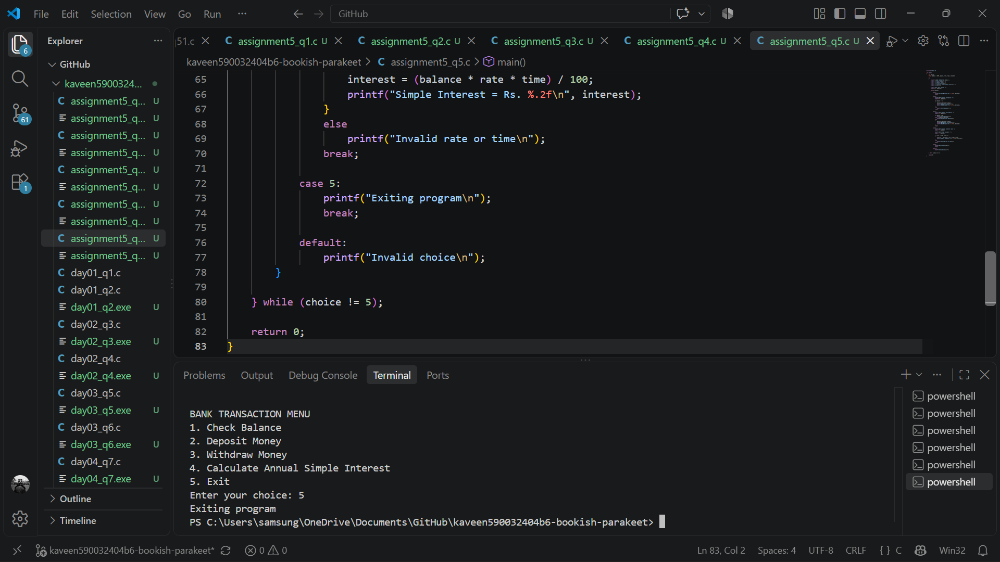 File Edit Selection View Go Run
GitHub
Explorer
GitHub
kaveen5900324...
assignment5_q... U
assignment5_q... U
assignment5_q... U
assignment5_q... U
assignment5_q... U
assignment5_q... U
assignment5_q... U
assignment5_q... U
assignment5_q... U
assignment5_q... U
day01_q1.c
day01_q2.c
day01_q2.exe U
day02_q3.c
day02_q3.exe U
day02_q4.c
day02_q4.exe U
day03_q5.c
day03_q5.exe U
day03_q6.c
day03_q6.exe U
day04_q7.c
day04_q7.exe U
Outline
Timeline
6
61
1
51.c C assignment5_q1.c U C assignment5_q2.c U C assignment5_q3.c U C assignment5_q4.c U C assignment5_q5.c U
kaveen590032404b6-bookish-parakeet > C assignment5_q5.c > main()
65 interest = (balance * rate * time) / 100;
66 printf("Simple Interest = Rs. %.2f\n", interest);
67 }
68 else
69 printf("Invalid rate or time\n");
70 break;
71
72 case 5:
73 printf("Exiting program\n");
74 break;
75
76 default:
77 printf("Invalid choice\n");
78 }
79
80 } while (choice != 5);
81
82 return 0;
83 }
Problems Output Debug Console Terminal Ports
BANK TRANSACTION MENU
1. Check Balance
2. Deposit Money
3. Withdraw Money
4. Calculate Annual Simple Interest
5. Exit
Enter your choice: 5
Exiting program
PS C:\Users\samsung\OneDrive\Documents\GitHub\kaveen590032404b6-bookish-parakeet>
powershell
powershell
powershell
powershell
powershell
powershell
kaveen590032404b6-bookish-parakeet* 0 0 Ln 83, Col 2 Spaces: 4 UTF-8 CRLF {} C Win32